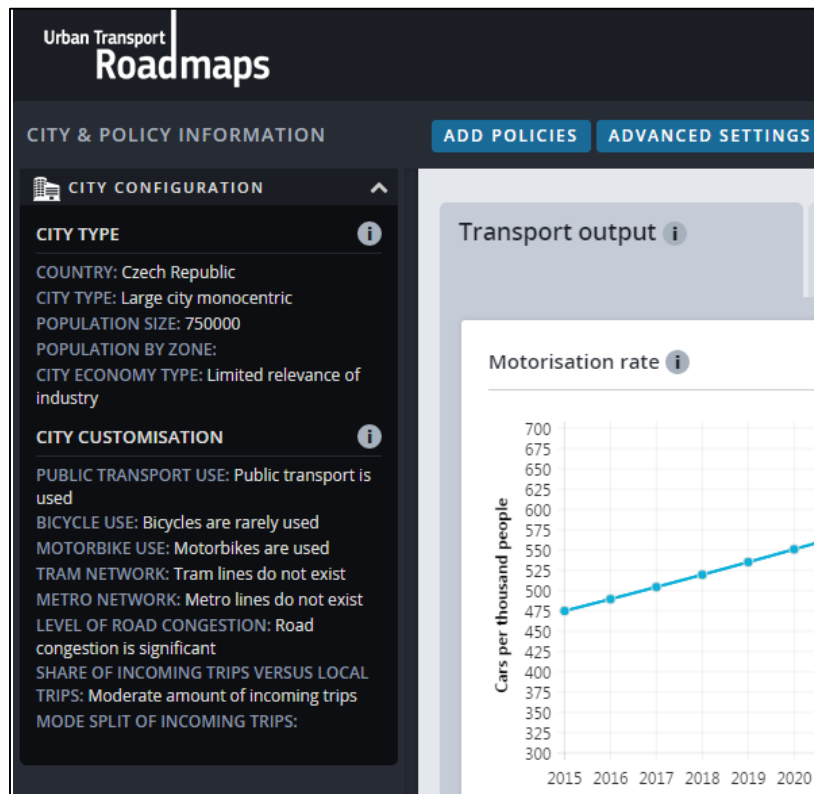 Urban Transport
Roadmaps
CITY & POLICY INFORMATION
ADD POLICIES
ADVANCED SETTINGS
CITY CONFIGURATION
CITY TYPE
COUNTRY: Czech Republic
CITY TYPE: Large city monocentric
POPULATION SIZE: 750000
POPULATION BY ZONE:
CITY ECONOMY TYPE: Limited relevance of
industry
CITY CUSTOMISATION
PUBLIC TRANSPORT USE: Public transport is
used
BICYCLE USE: Bicycles are rarely used
MOTORBIKE USE: Motorbikes are used
TRAM NETWORK: Tram lines do not exist
METRO NETWORK: Metro lines do not exist
LEVEL OF ROAD CONGESTION: Road
congestion is significant
SHARE OF INCOMING TRIPS VERSUS LOCAL
TRIPS: Moderate amount of incoming trips
MODE SPLIT OF INCOMING TRIPS:
Transport output i
Motorisation rate i
Cars per thousand people
700
675
650
625
600
575
550
525
500
475
450
425
400
375
350
325
300
2015 2016 2017 2018 2019 2020